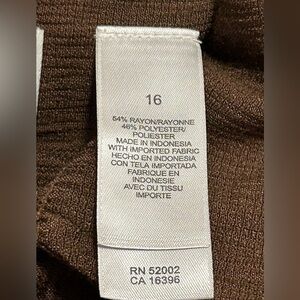 16
54% RAYON/RAYONNE
46% POLYESTER/
POLIESTER
MADE IN INDONESIA
WITH IMPORTED FABRIC
HECHO EN INDONESIA
CON TELA IMPORTADA
FABRIQUE EN
INDONESIA
AVEC DU TISSU
IMPORTE
RN 52002
CA 16396